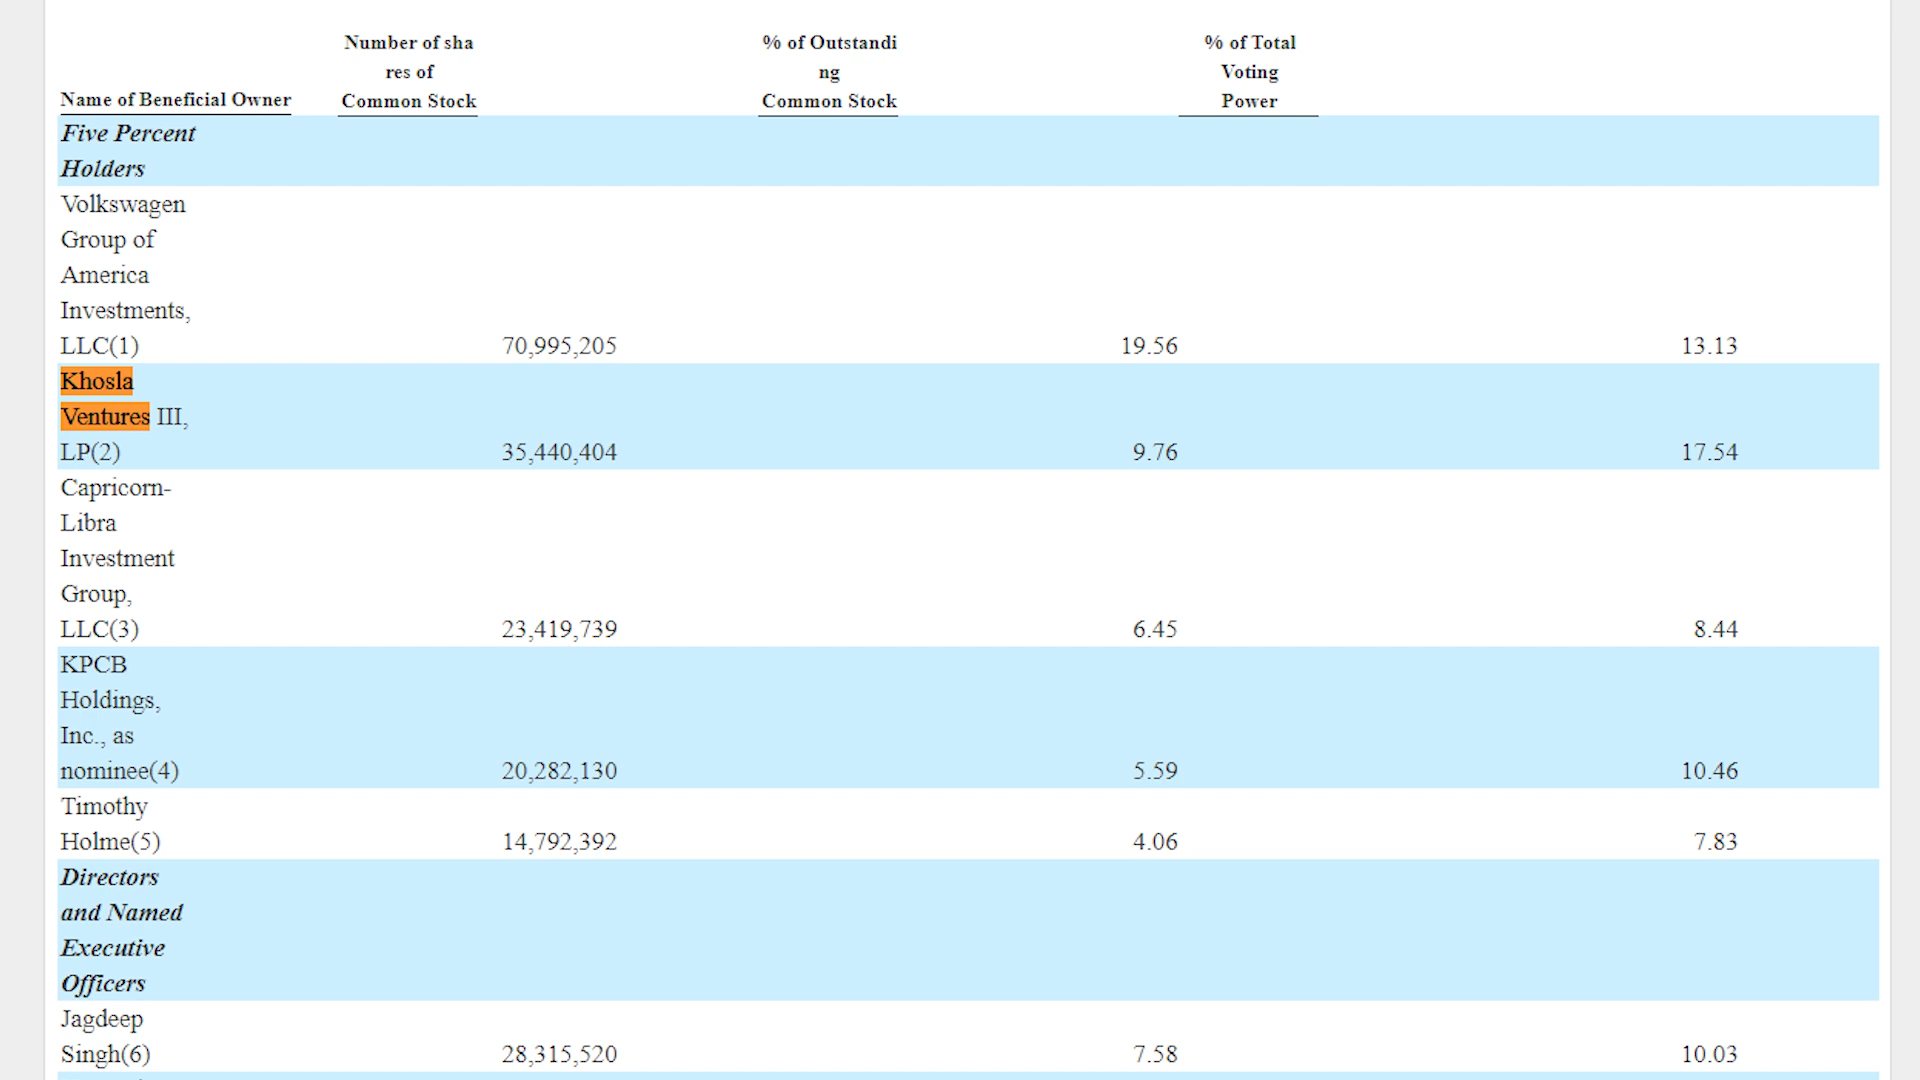 Number of sha
res of
Common Stock
% of Outstandi
ng
Common Stock
% of Total
Voting
Power
Name of Beneficial Owner
Five Percent
Holders
Volkswagen
Group of
America
Investments,
LLC(1) 70,995,205 19.56 13.13
Khosla
Ventures III,
LP(2) 35,440,404 9.76 17.54
Capricorn-
Libra
Investment
Group,
LLC(3) 23,419,739 6.45 8.44
KPCB
Holdings,
Inc., as
nominee(4) 20,282,130 5.59 10.46
Timothy
Holme(5) 14,792,392 4.06 7.83
Directors
and Named
Executive
Officers
Jagdeep
Singh(6) 28,315,520 7.58 10.03